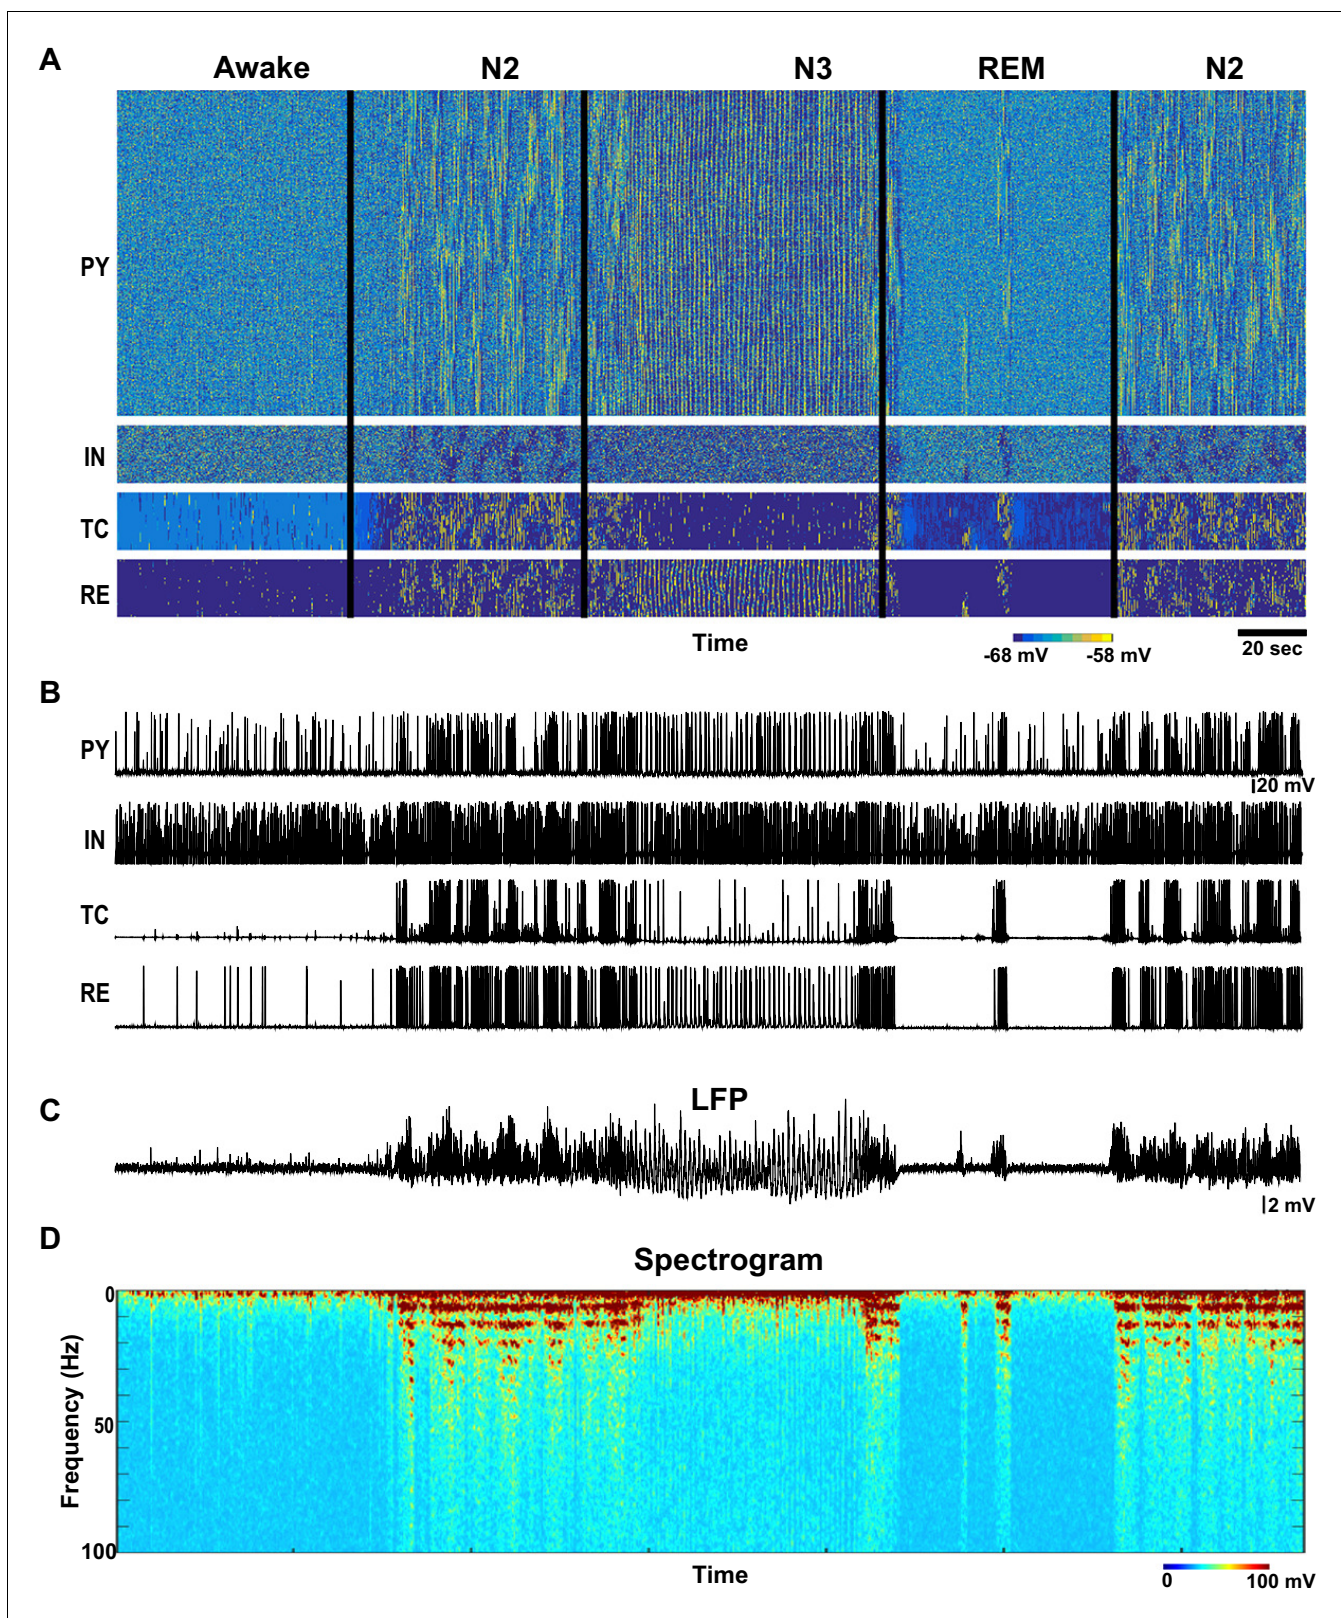 A
Awake N2 N3 REM N2
PY
IN
TC
RE
Time
-68 mV -58 mV
20 sec
B
PY
20 mV
IN
TC
RE
C
LFP
2 mV
D
Spectrogram
0
50
100
Frequency (Hz)
Time
0 100 mV